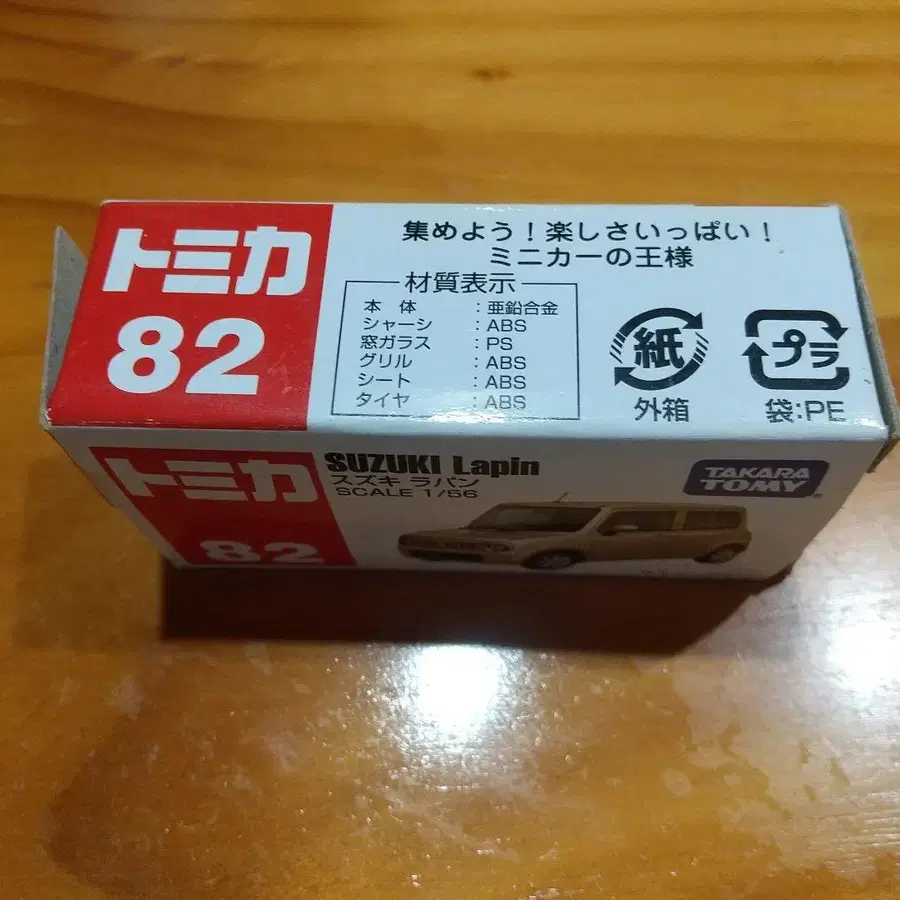 トミカ
82
集めよう！楽しさいっぱい！
ミニカーの王様
材質表示
本体：亜鉛合金
シャーシ：ABS
窓ガラス：PS
グリル：ABS
シート：ABS
タイヤ：ABS
紙
外箱
プラ
袋:PE
トミカ
82
SUZUKI Lapin
スズキ ラパン
SCALE 1/56
TAKARA
TOMY